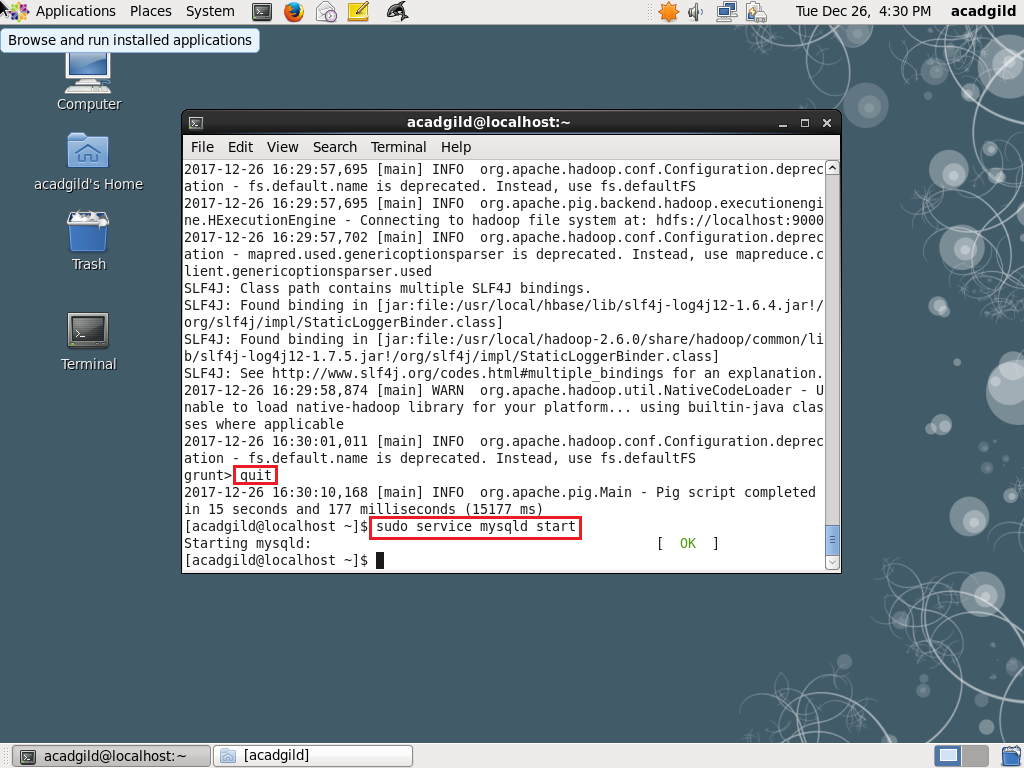 Applications Places System
Tue Dec 26, 4:30 PM acadgild
Browse and run installed applications
Computer
acadgild's Home
Trash
Terminal
acadgild@localhost:~
File Edit View Search Terminal Help
2017-12-26 16:29:57,695 [main] INFO  org.apache.hadoop.conf.Configuration.deprec
ation - fs.default.name is deprecated. Instead, use fs.defaultFS
2017-12-26 16:29:57,695 [main] INFO  org.apache.pig.backend.hadoop.executionengi
ne.HExecutionEngine - Connecting to hadoop file system at: hdfs://localhost:9000
2017-12-26 16:29:57,702 [main] INFO  org.apache.hadoop.conf.Configuration.deprec
ation - mapred.used.genericoptionsparser is deprecated. Instead, use mapreduce.c
lient.genericoptionsparser.used
SLF4J: Class path contains multiple SLF4J bindings.
SLF4J: Found binding in [jar:file:/usr/local/hbase/lib/slf4j-log4j12-1.6.4.jar!/
org/slf4j/impl/StaticLoggerBinder.class]
SLF4J: Found binding in [jar:file:/usr/local/hadoop-2.6.0/share/hadoop/common/li
b/slf4j-log4j12-1.7.5.jar!/org/slf4j/impl/StaticLoggerBinder.class]
SLF4J: See http://www.slf4j.org/codes.html#multiple_bindings for an explanation.
2017-12-26 16:29:58,874 [main] WARN  org.apache.hadoop.util.NativeCodeLoader - U
nable to load native-hadoop library for your platform... using builtin-java clas
ses where applicable
2017-12-26 16:30:01,011 [main] INFO  org.apache.hadoop.conf.Configuration.deprec
ation - fs.default.name is deprecated. Instead, use fs.defaultFS
grunt> quit
2017-12-26 16:30:10,168 [main] INFO  org.apache.pig.Main - Pig script completed
in 15 seconds and 177 milliseconds (15177 ms)
[acadgild@localhost ~]$ sudo service mysqld start
Starting mysqld: [  OK  ]
[acadgild@localhost ~]$
acadgild@localhost:~ [acadgild]